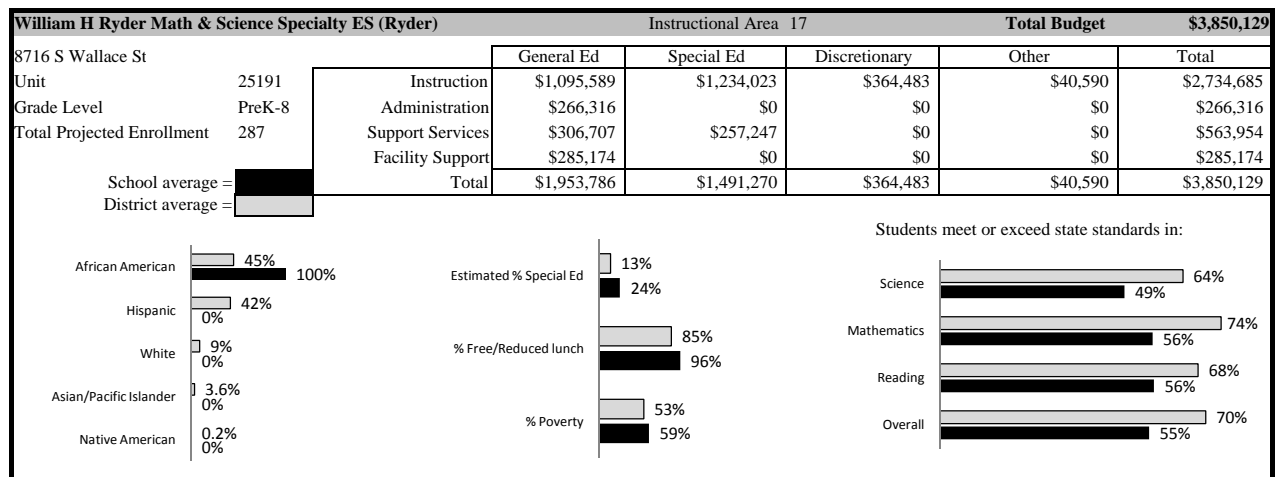 William H Ryder Math & Science Specialty ES (Ryder) Instructional Area 17 Total Budget $3,850,129
8716 S Wallace St General Ed Special Ed Discretionary Other Total
Unit 25191 Instruction $1,095,589 $1,234,023 $364,483 $40,590 $2,734,685
Grade Level PreK-8 Administration $266,316 $0 $0 $0 $266,316
Total Projected Enrollment 287 Support Services $306,707 $257,247 $0 $0 $563,954
Facility Support $285,174 $0 $0 $0 $285,174
School average = Total $1,953,786 $1,491,270 $364,483 $40,590 $3,850,129
District average =
African American 45% 100%
Hispanic 42% 0%
White 9% 0%
Asian/Pacific Islander 3.6% 0%
Native American 0.2% 0%
Estimated % Special Ed 13% 24%
% Free/Reduced lunch 85% 96%
% Poverty 53% 59%
Students meet or exceed state standards in:
Science 64% 49%
Mathematics 74% 56%
Reading 68% 56%
Overall 70% 55%